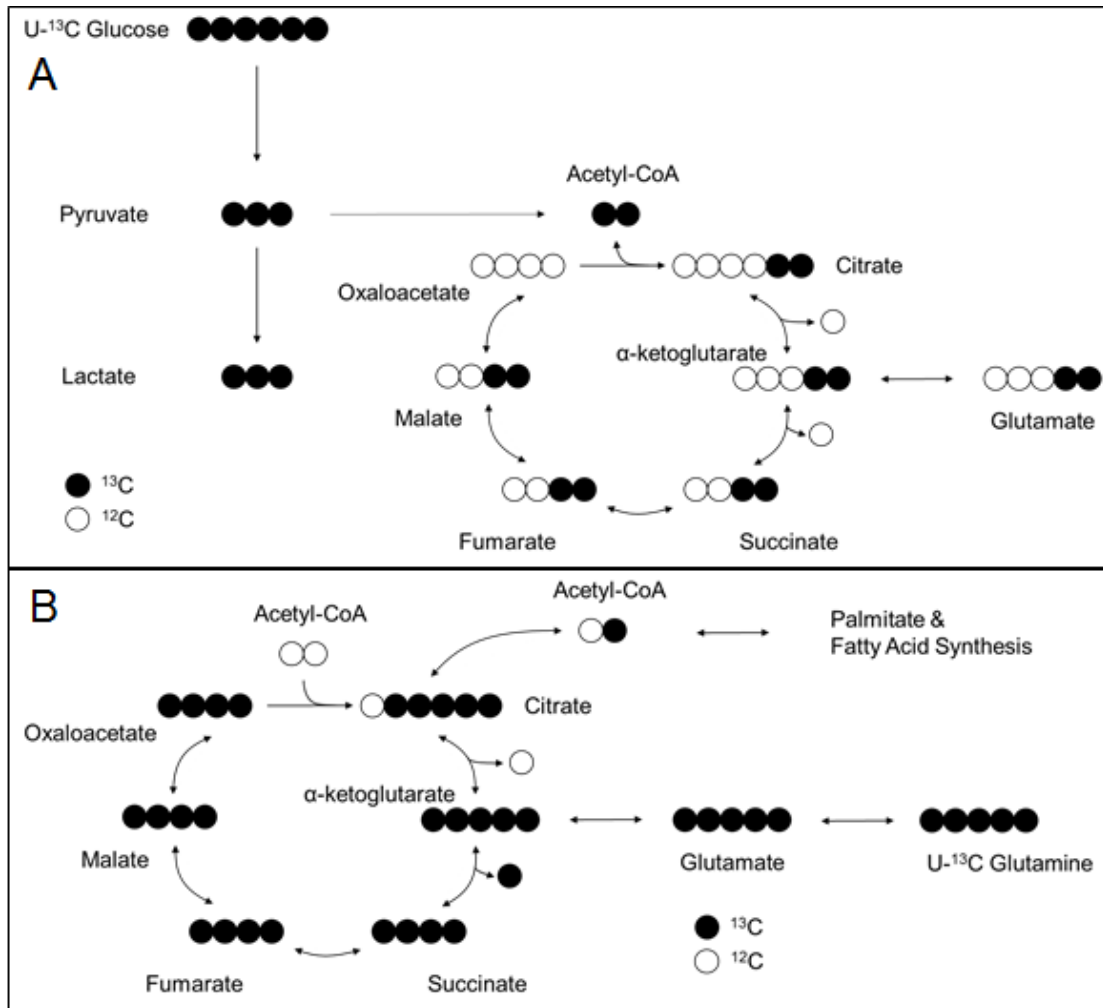 U-¹³C Glucose
A
Acetyl-CoA
Pyruvate
Oxaloacetate
Citrate
α-ketoglutarate
Lactate
Malate
Glutamate
¹³C
¹²C
Fumarate
Succinate
B
Acetyl-CoA
Acetyl-CoA
Palmitate &
Fatty Acid Synthesis
Oxaloacetate
Citrate
α-ketoglutarate
Malate
Glutamate
U-¹³C Glutamine
¹³C
¹²C
Fumarate
Succinate